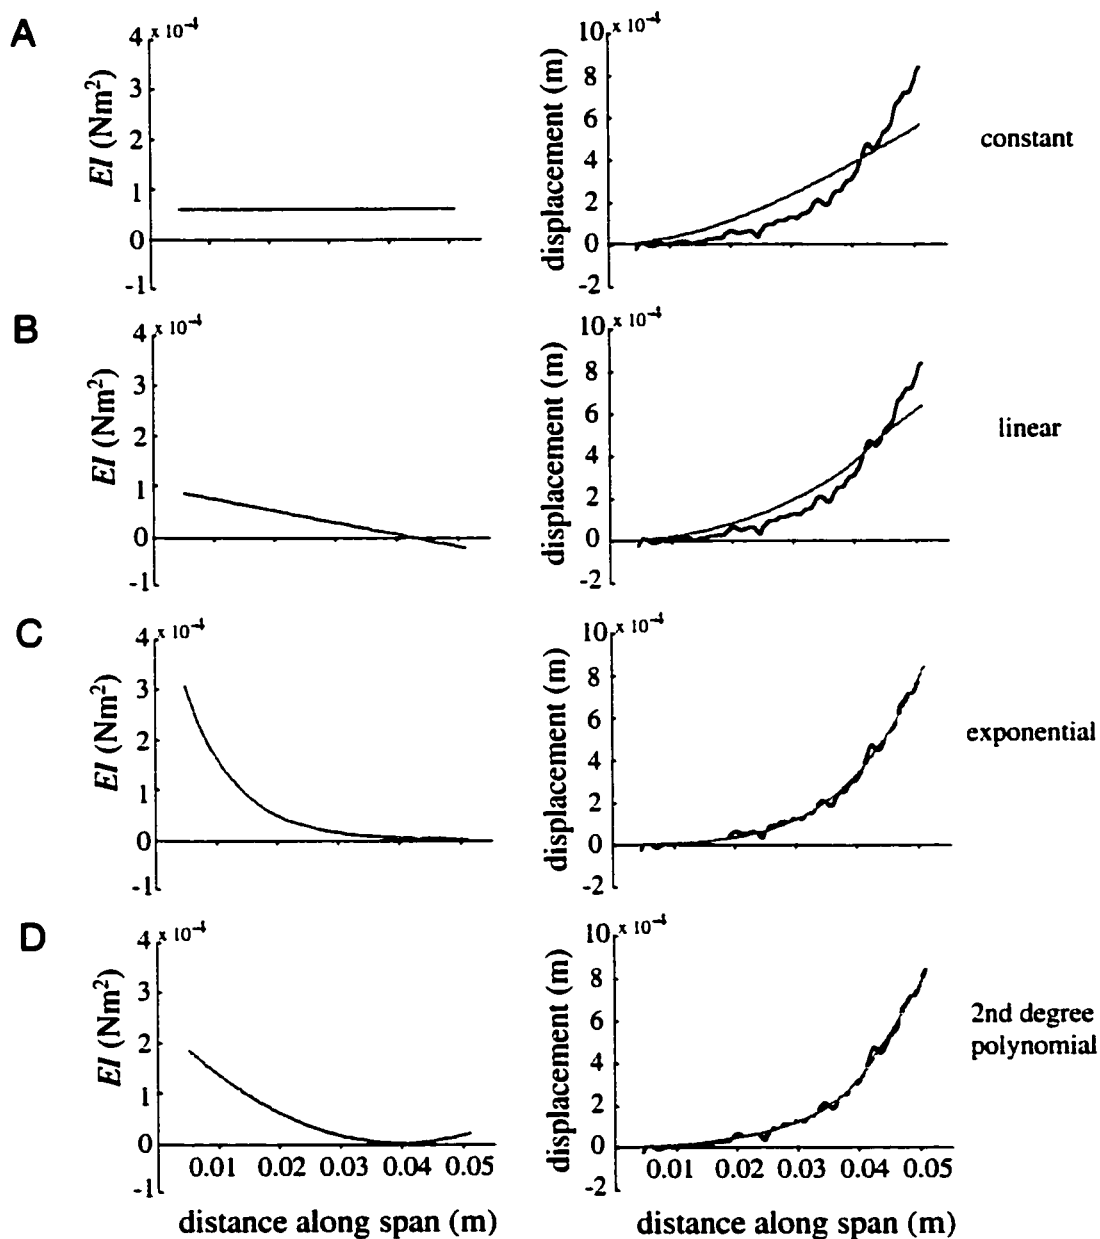 A
x 10⁻⁴
4
3
2
1
0
-1
EI (Nm²)
10 x 10⁻⁴
8
6
4
2
0
-2
displacement (m)
constant
B
x 10⁻⁴
4
3
2
1
0
-1
EI (Nm²)
10 x 10⁻⁴
8
6
4
2
0
-2
displacement (m)
linear
C
x 10⁻⁴
4
3
2
1
0
-1
EI (Nm²)
10 x 10⁻⁴
8
6
4
2
0
-2
displacement (m)
exponential
D
x 10⁻⁴
4
3
2
1
0
-1
EI (Nm²)
0.01 0.02 0.03 0.04 0.05
distance along span (m)
10 x 10⁻⁴
8
6
4
2
0
-2
displacement (m)
0.01 0.02 0.03 0.04 0.05
distance along span (m)
2nd degree
polynomial